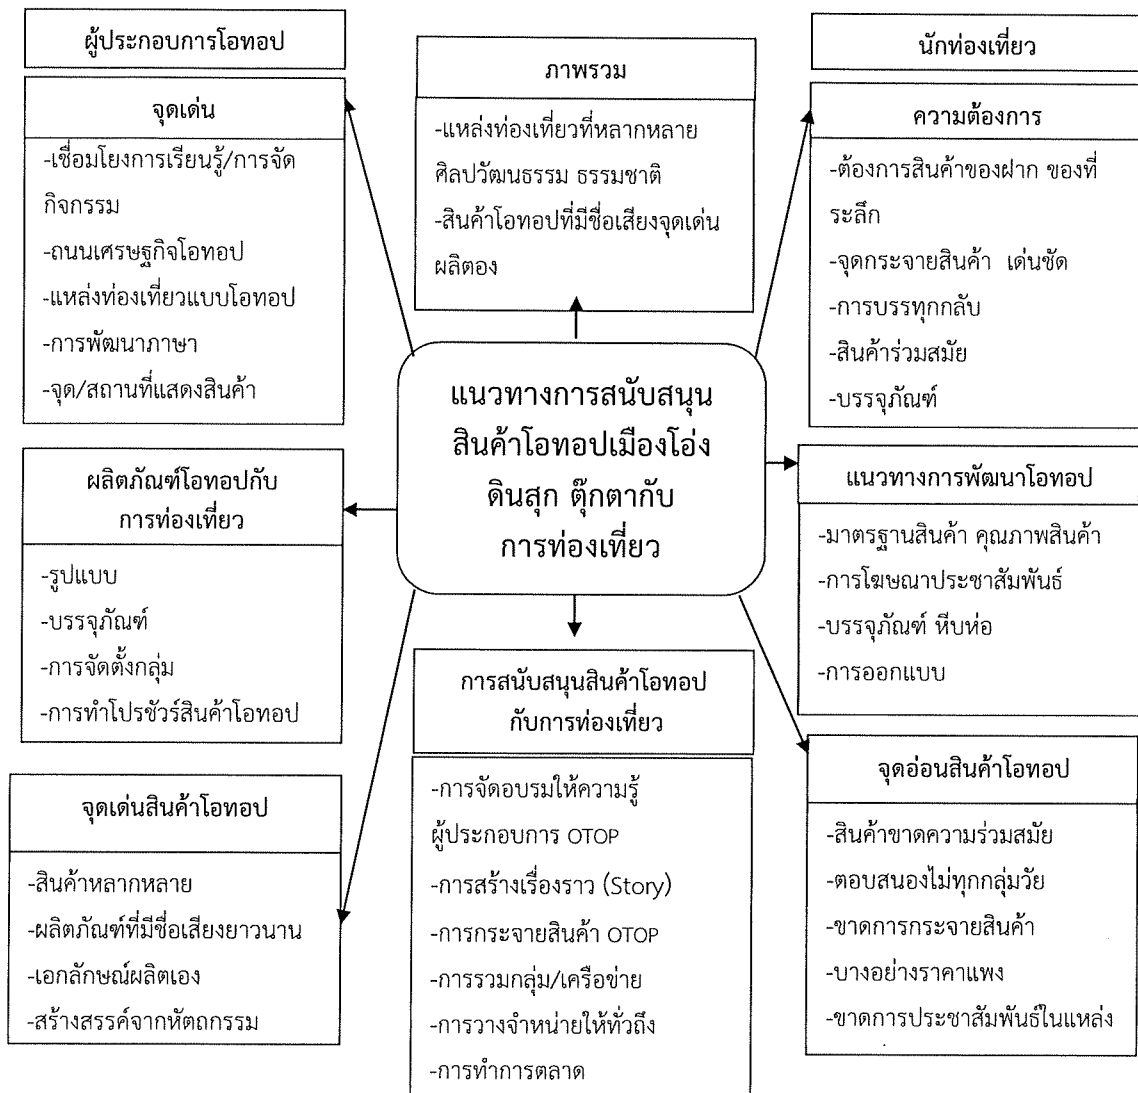 ผู้ประกอบการโอทอป
จุดเด่น
-เชื่อมโยงการเรียนรู้/การจัด
กิจกรรม
-ถนนเศรษฐกิจโอทอป
-แหล่งท่องเที่ยวแบบโอทอป
-การพัฒนาภาษา
-จุด/สถานที่แสดงสินค้า
ภาพรวม
-แหล่งท่องเที่ยวที่หลากหลาย
ศิลปวัฒนธรรม ธรรมชาติ
-สินค้าโอทอปที่มีชื่อเสียงจุดเด่น
ผลิตอง
นักท่องเที่ยว
ความต้องการ
-ต้องการสินค้าของฝาก ของที่
ระลึก
-จุดกระจายสินค้า เด่นชัด
-การบรรทุกกลับ
-สินค้าร่วมสมัย
-บรรจุภัณฑ์
แนวทางการสนับสนุน
สินค้าโอทอปเมืองโอ่ง
ดินสุก ตุ๊กตากับ
การท่องเที่ยว
ผลิตภัณฑ์โอทอปกับ
การท่องเที่ยว
-รูปแบบ
-บรรจุภัณฑ์
-การจัดตั้งกลุ่ม
-การทำโปรชัวร์สินค้าโอทอป
แนวทางการพัฒนาโอทอป
-มาตรฐานสินค้า คุณภาพสินค้า
-การโฆษณาประชาสัมพันธ์
-บรรจุภัณฑ์ หีบห่อ
-การออกแบบ
จุดเด่นสินค้าโอทอป
-สินค้าหลากหลาย
-ผลิตภัณฑ์ที่มีชื่อเสียงยาวนาน
-เอกลักษณ์ผลิตเอง
-สร้างสรรค์จากหัตถกรรม
การสนับสนุนสินค้าโอทอป
กับการท่องเที่ยว
-การจัดอบรมให้ความรู้
ผู้ประกอบการ OTOP
-การสร้างเรื่องราว (Story)
-การกระจายสินค้า OTOP
-การรวมกลุ่ม/เครือข่าย
-การวางจำหน่ายให้ทั่วถึง
-การทำการตลาด
จุดอ่อนสินค้าโอทอป
-สินค้าขาดความร่วมสมัย
-ตอบสนองไม่ทุกกลุ่มวัย
-ขาดการกระจายสินค้า
-บางอย่างราคาแพง
-ขาดการประชาสัมพันธ์ในแหล่ง